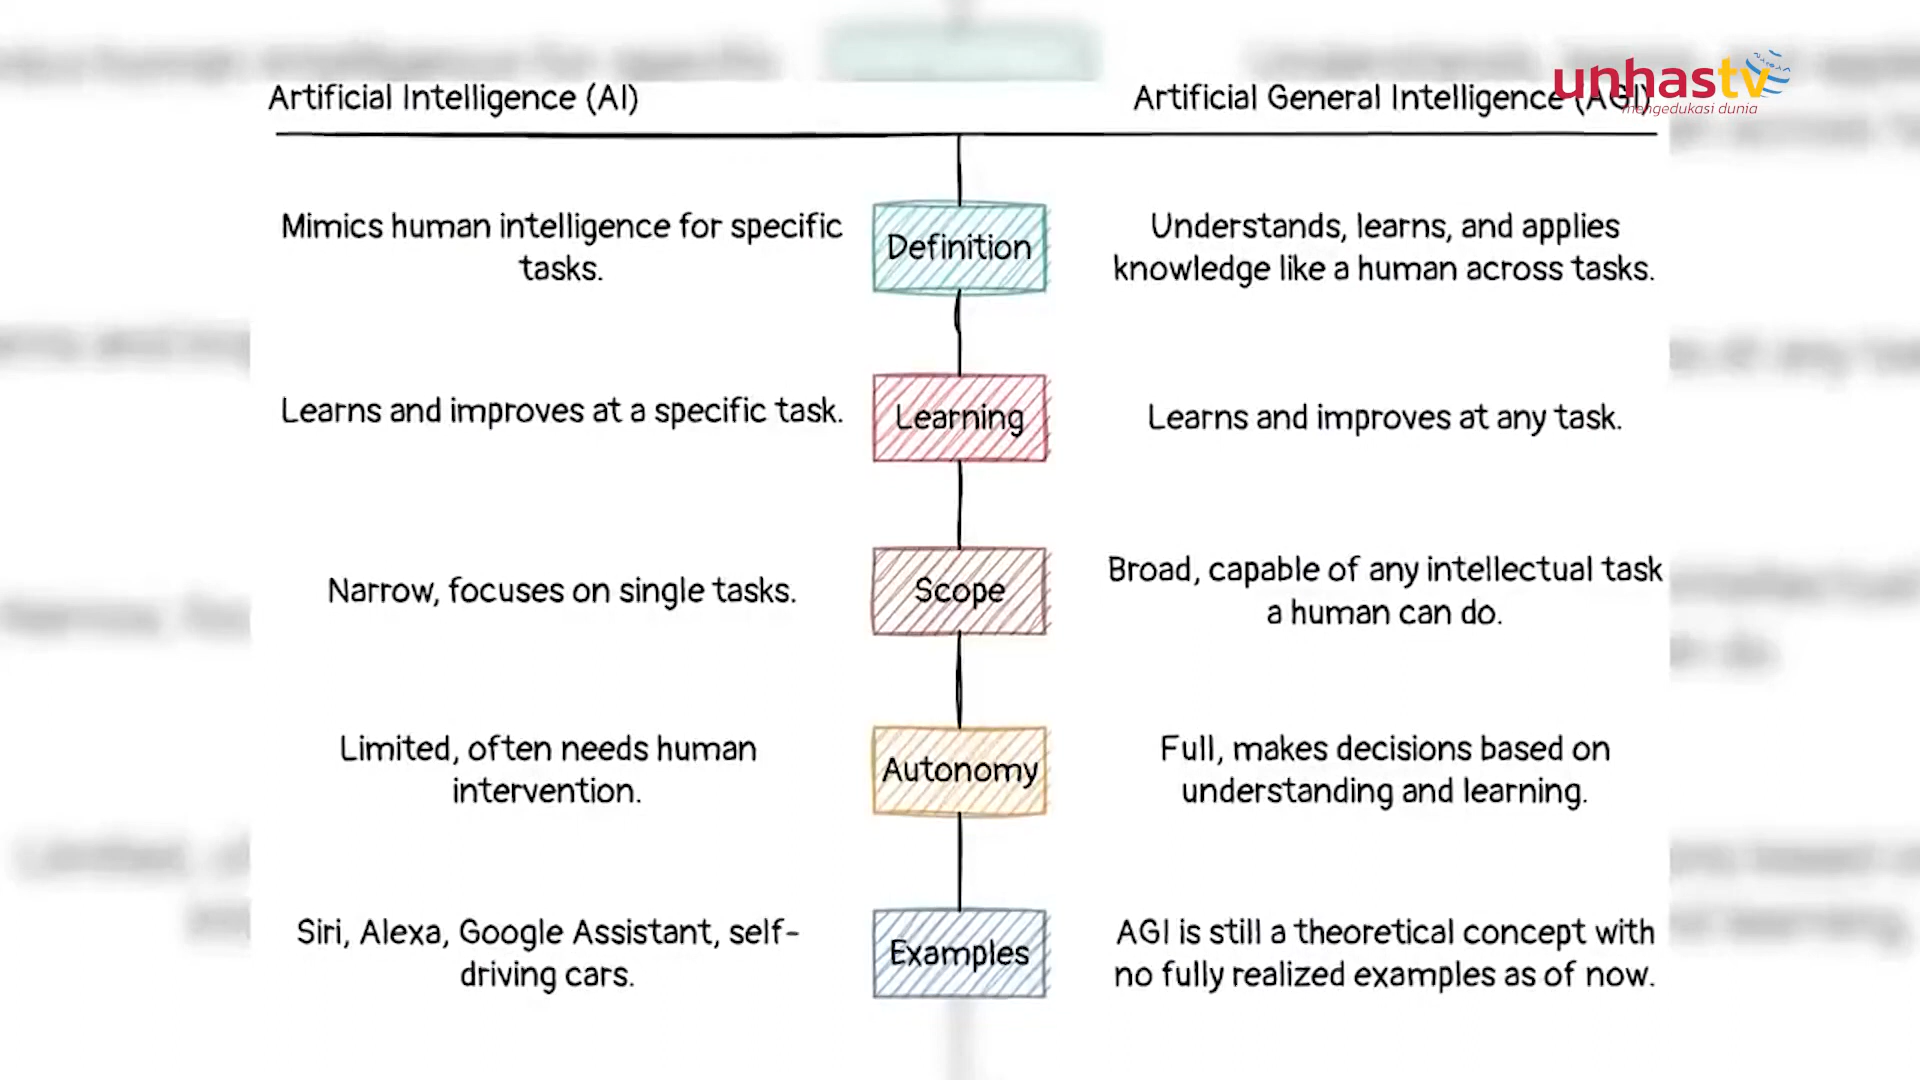 unhastv
mengedukasi dunia
Artificial Intelligence (AI)
Artificial General Intelligence (AGI)
Mimics human intelligence for specific
tasks.
Definition
Understands, learns, and applies
knowledge like a human across tasks.
Learns and improves at a specific task.
Learning
Learns and improves at any task.
Narrow, focuses on single tasks.
Scope
Broad, capable of any intellectual task
a human can do.
Limited, often needs human
intervention.
Autonomy
Full, makes decisions based on
understanding and learning.
Siri, Alexa, Google Assistant, self-
driving cars.
Examples
AGI is still a theoretical concept with
no fully realized examples as of now.